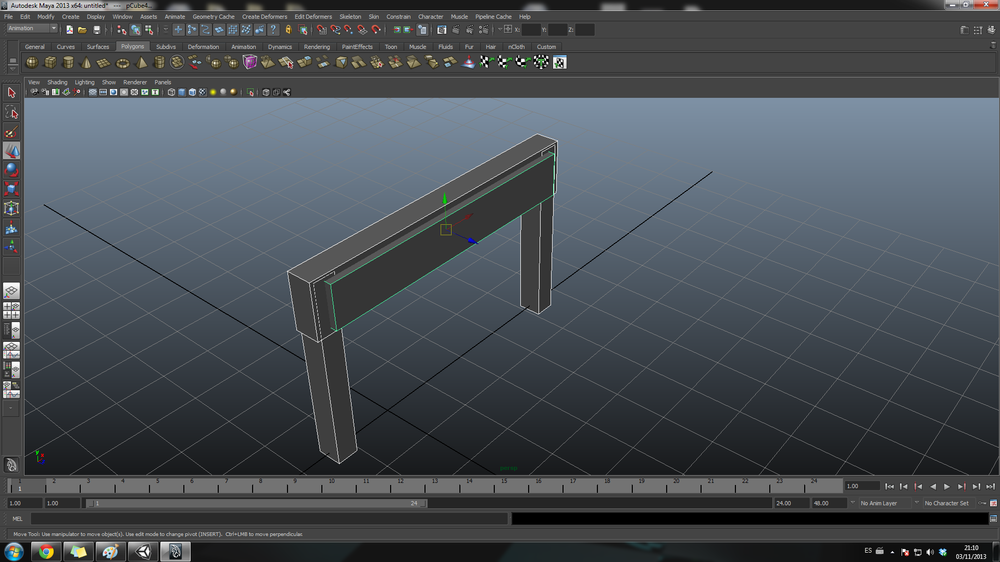 Autodesk Maya 2013 x64: untitled*   ---   pCube4...
File Edit Modify Create Display Window Assets Animate Geometry Cache Create Deformers Edit Deformers Skeleton Skin Constrain Character Muscle Pipeline Cache Help
Animation X: Y: Z:
General Curves Surfaces Polygons Subdivs Deformation Animation Dynamics Rendering PaintEffects Toon Muscle Fluids Fur Hair nCloth Custom
View Shading Lighting Show Renderer Panels
y x
persp
1 2 3 4 5 6 7 8 9 10 11 12 13 14 15 16 17 18 19 20 21 22 23 24
1 1.00
1.00 1.00 1 24 24.00 48.00 No Anim Layer No Character Set
MEL
Move Tool: Use manipulator to move object(s). Use edit mode to change pivot (INSERT).  Ctrl+LMB to move perpendicular.
ES 21:10
03/11/2013